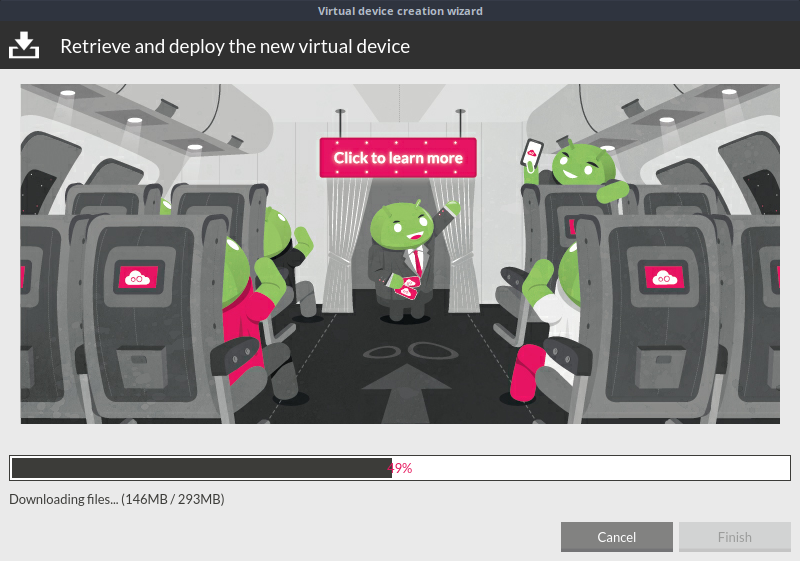 Virtual device creation wizard
Retrieve and deploy the new virtual device
Click to learn more
49%
Downloading files... (146MB / 293MB)
Cancel
Finish